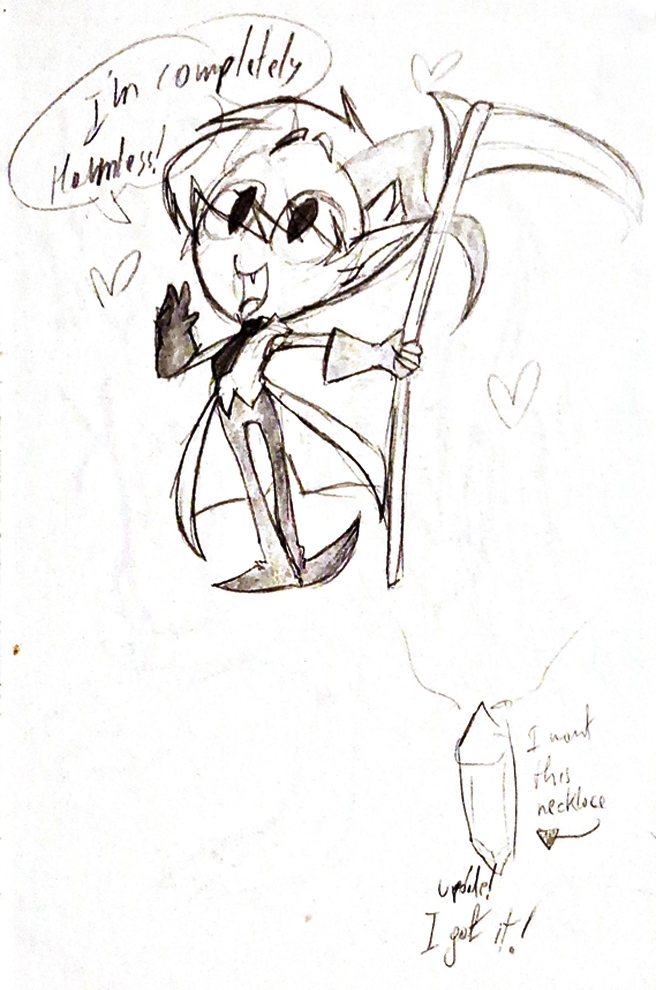 I'm completely
Harmless!
I want
this
necklace
update!
I got it!